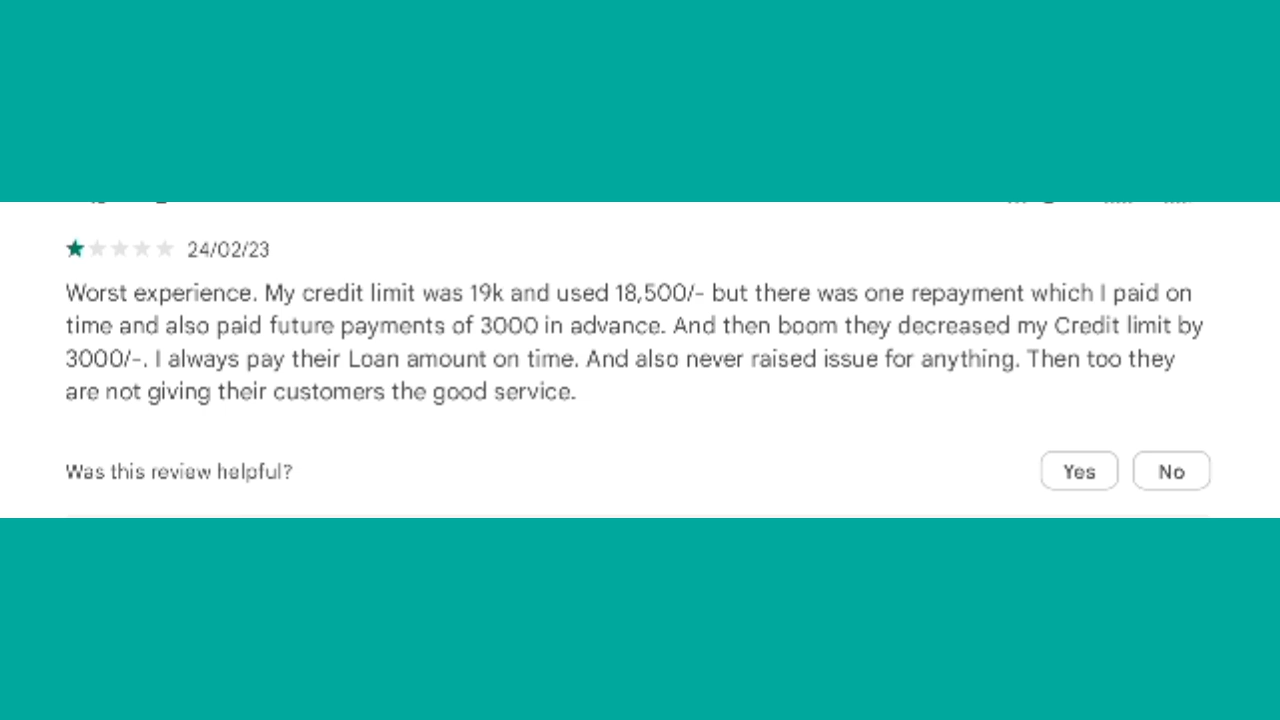 24/02/23
Worst experience. My credit limit was 19k and used 18,500/- but there was one repayment which I paid on
time and also paid future payments of 3000 in advance. And then boom they decreased my Credit limit by
3000/-. I always pay their Loan amount on time. And also never raised issue for anything. Then too they
are not giving their customers the good service.
Was this review helpful?
Yes
No